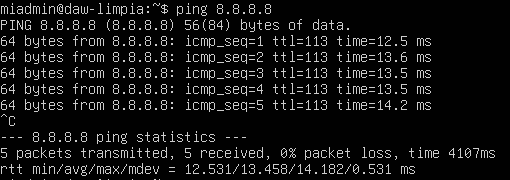 miadmin@daw-limpia:~$ ping 8.8.8.8
PING 8.8.8.8 (8.8.8.8) 56(84) bytes of data.
64 bytes from 8.8.8.8: icmp_seq=1 ttl=113 time=12.5 ms
64 bytes from 8.8.8.8: icmp_seq=2 ttl=113 time=13.6 ms
64 bytes from 8.8.8.8: icmp_seq=3 ttl=113 time=13.5 ms
64 bytes from 8.8.8.8: icmp_seq=4 ttl=113 time=13.5 ms
64 bytes from 8.8.8.8: icmp_seq=5 ttl=113 time=14.2 ms
^C
--- 8.8.8.8 ping statistics ---
5 packets transmitted, 5 received, 0% packet loss, time 4107ms
rtt min/avg/max/mdev = 12.531/13.458/14.182/0.531 ms